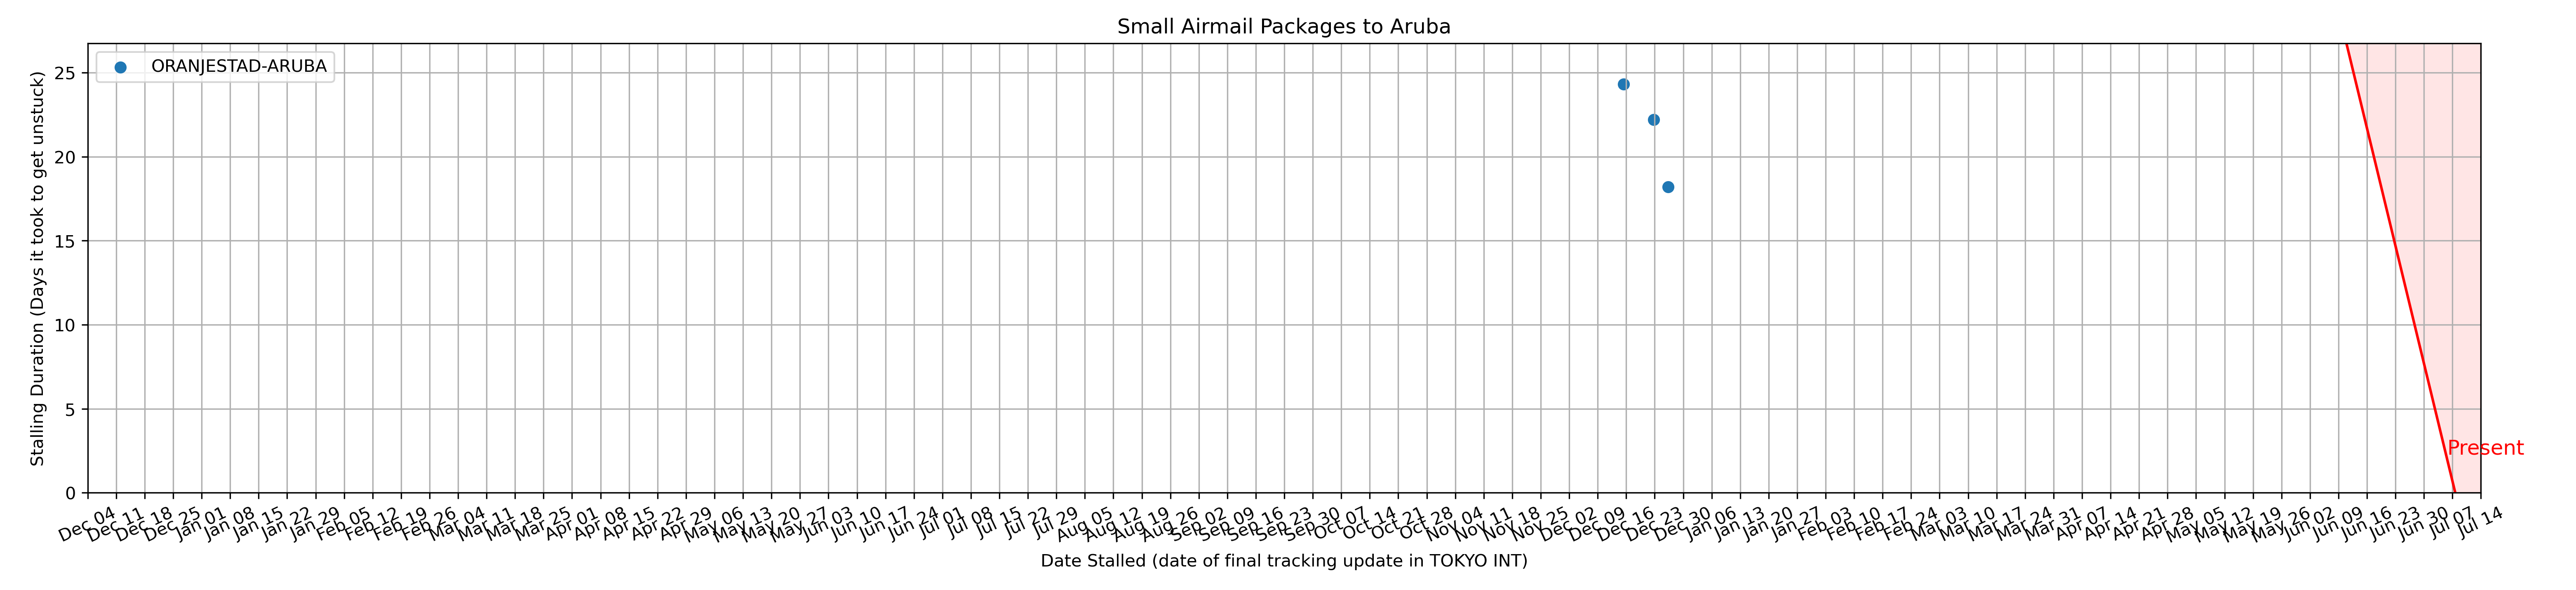 Small Airmail Packages to Aruba
ORANJESTAD-ARUBA
Stalling Duration (Days it took to get unstuck)
25
20
15
10
5
0
Present
Dec 04 Dec 11 Dec 18 Dec 25 Jan 01 Jan 08 Jan 15 Jan 22 Jan 29 Feb 05 Feb 12 Feb 19 Feb 26 Mar 04 Mar 11 Mar 18 Mar 25 Apr 01 Apr 08 Apr 15 Apr 22 Apr 29 May 06 May 13 May 20 May 27 Jun 03 Jun 10 Jun 17 Jun 24 Jul 01 Jul 08 Jul 15 Jul 22 Jul 29 Aug 05 Aug 12 Aug 19 Aug 26 Sep 02 Sep 09 Sep 16 Sep 23 Sep 30 Oct 07 Oct 14 Oct 21 Oct 28 Nov 04 Nov 11 Nov 18 Nov 25 Dec 02 Dec 09 Dec 16 Dec 23 Dec 30 Jan 06 Jan 13 Jan 20 Jan 27 Feb 03 Feb 10 Feb 17 Feb 24 Mar 03 Mar 10 Mar 17 Mar 24 Mar 31 Apr 07 Apr 14 Apr 21 Apr 28 May 05 May 12 May 19 May 26 Jun 02 Jun 09 Jun 16 Jun 23 Jun 30 Jul 07 Jul 14
Date Stalled (date of final tracking update in TOKYO INT)